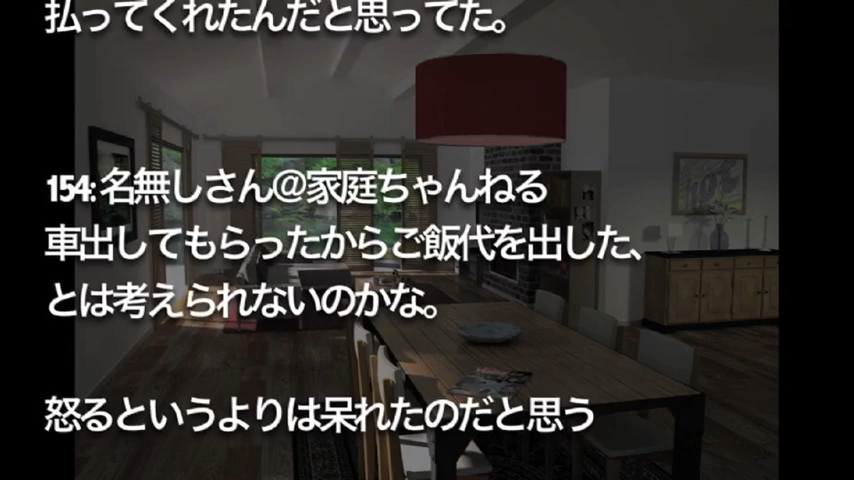 払ってくれたんだと思ってた。
154: 名無しさん＠家庭ちゃんねる
車出してもらったからご飯代を出した、
とは考えられないのかな。
怒るというよりは呆れたのだと思う